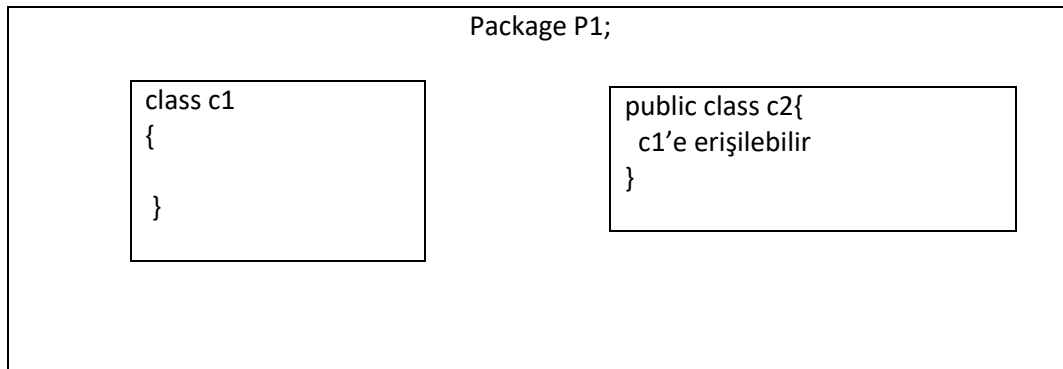 Package P1;
class c1
{
}
public class c2{
c1’e erişilebilir
}